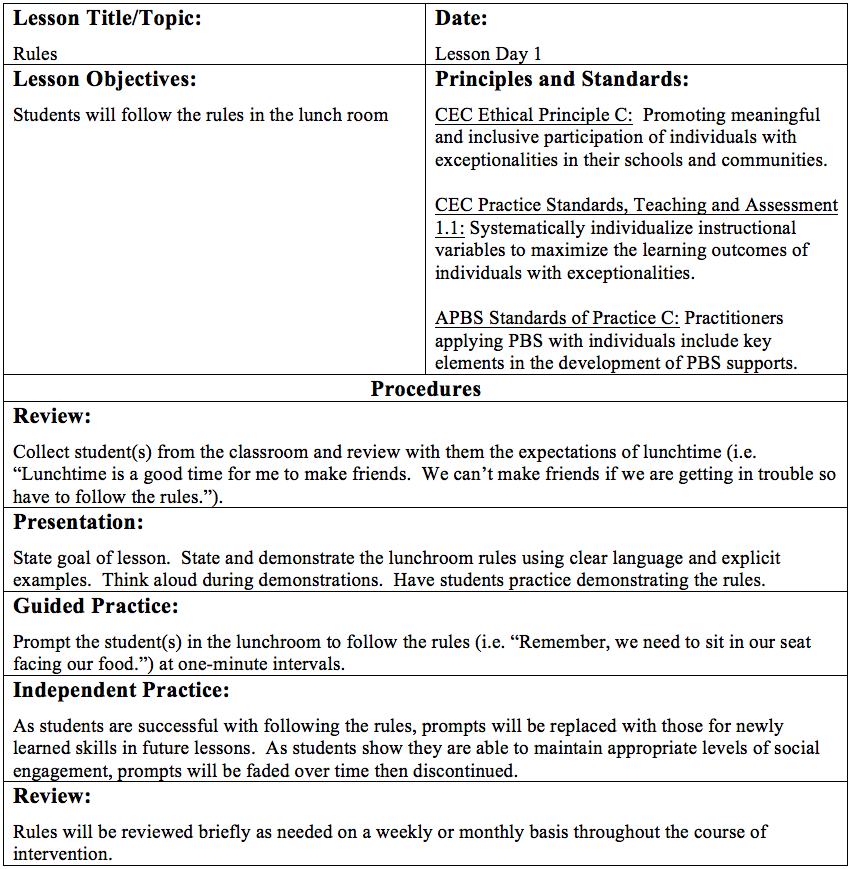 Lesson Title/Topic:
Rules
Date:
Lesson Day 1
Lesson Objectives:
Students will follow the rules in the lunch room
Principles and Standards:
CEC Ethical Principle C:  Promoting meaningful
and inclusive participation of individuals with
exceptionalities in their schools and communities.
CEC Practice Standards, Teaching and Assessment
1.1: Systematically individualize instructional
variables to maximize the learning outcomes of
individuals with exceptionalities.
APBS Standards of Practice C: Practitioners
applying PBS with individuals include key
elements in the development of PBS supports.
Procedures
Review:
Collect student(s) from the classroom and review with them the expectations of lunchtime (i.e.
“Lunchtime is a good time for me to make friends.  We can’t make friends if we are getting in trouble so
have to follow the rules.”).
Presentation:
State goal of lesson.  State and demonstrate the lunchroom rules using clear language and explicit
examples.  Think aloud during demonstrations.  Have students practice demonstrating the rules.
Guided Practice:
Prompt the student(s) in the lunchroom to follow the rules (i.e. “Remember, we need to sit in our seat
facing our food.”) at one-minute intervals.
Independent Practice:
As students are successful with following the rules, prompts will be replaced with those for newly
learned skills in future lessons.  As students show they are able to maintain appropriate levels of social
engagement, prompts will be faded over time then discontinued.
Review:
Rules will be reviewed briefly as needed on a weekly or monthly basis throughout the course of
intervention.